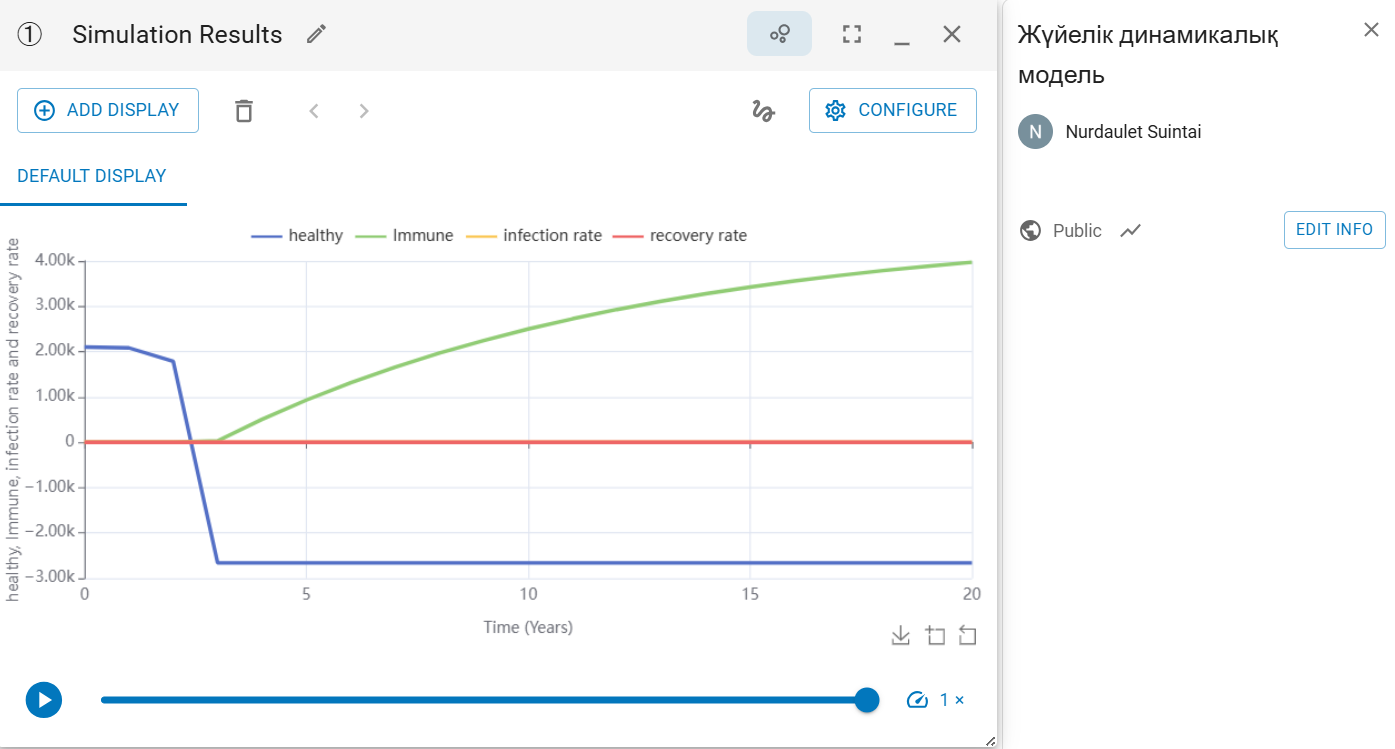 ① Simulation Results
ADD DISPLAY
CONFIGURE
DEFAULT DISPLAY
healthy Immune infection rate recovery rate
healthy, Immune, infection rate and recovery rate
4.00k
3.00k
2.00k
1.00k
0
−1.00k
−2.00k
−3.00k
0 5 10 15 20
Time (Years)
1 ×
Жүйелік динамикалық
модель
N Nurdaulet Suintai
Public
EDIT INFO